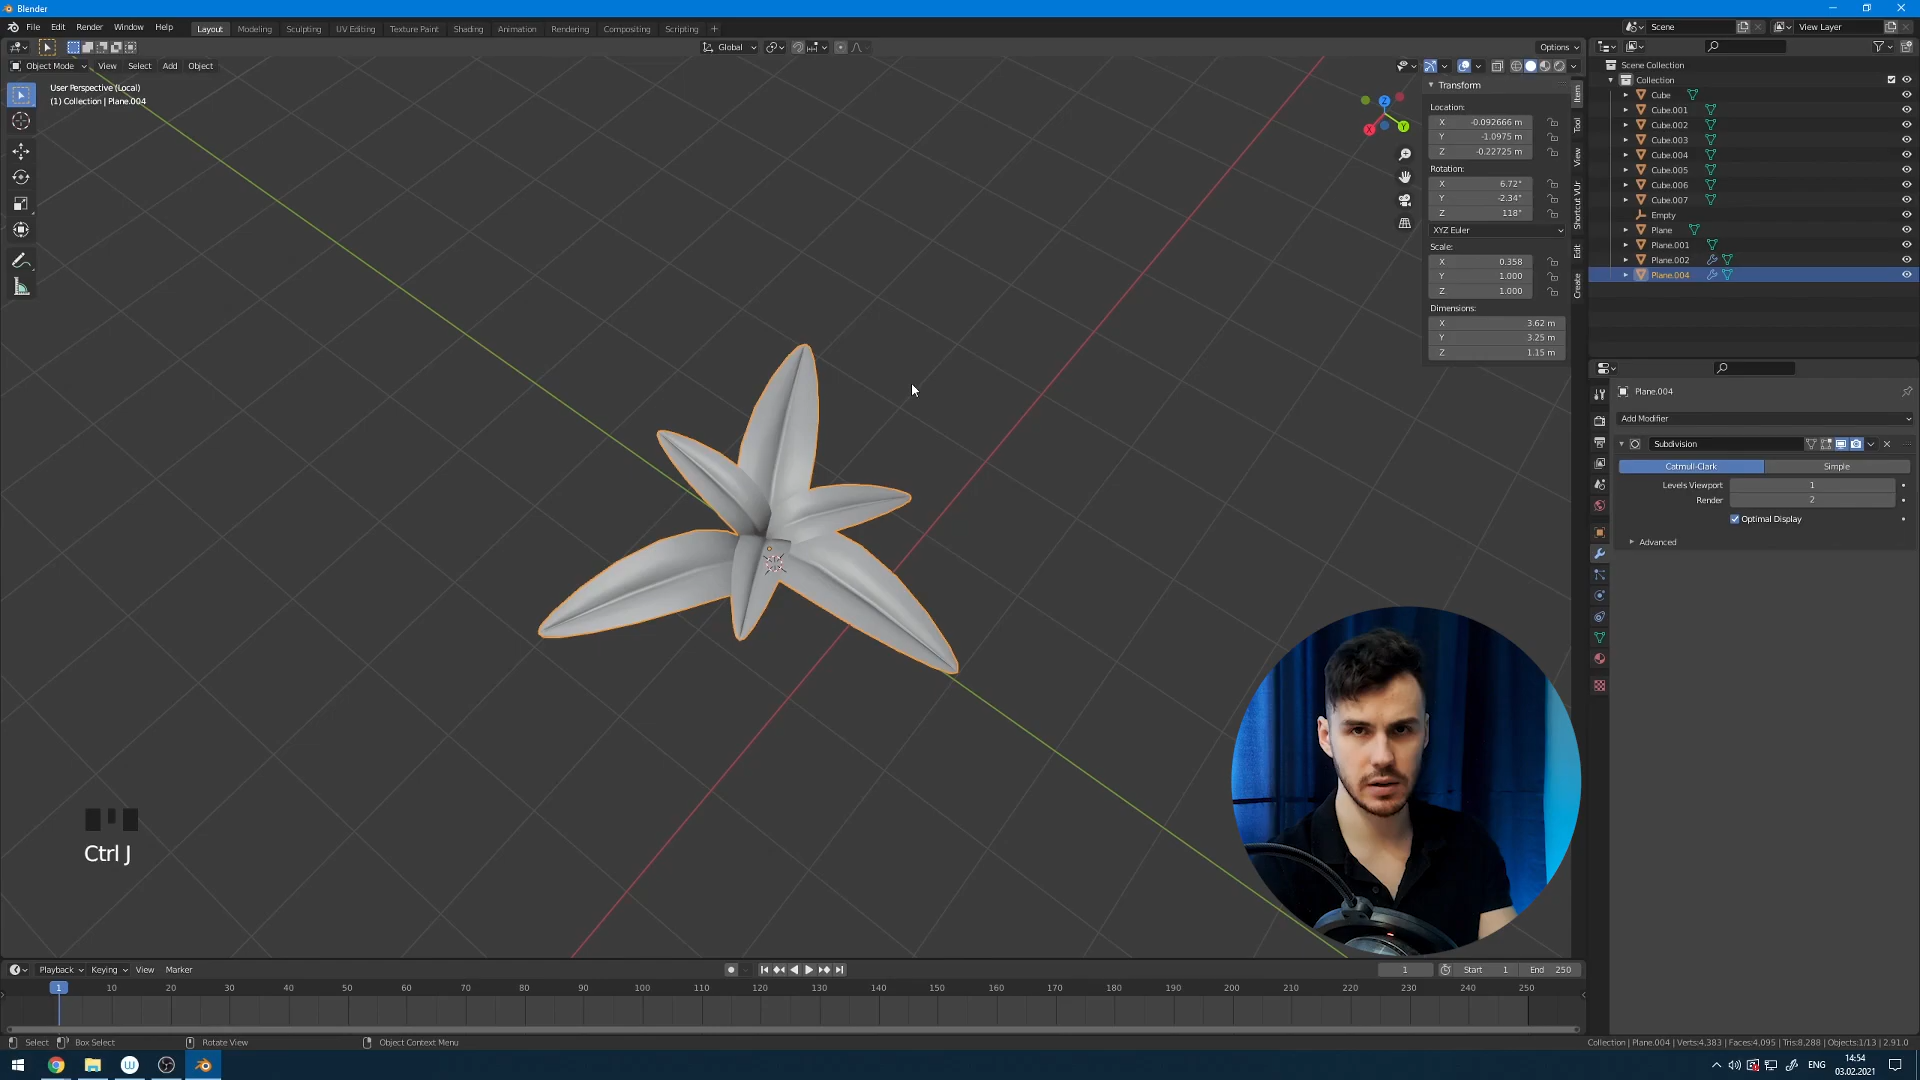 Blender
File Edit Render Window Help
Layout Modeling Sculpting UV Editing Texture Paint Shading Animation Rendering Compositing Scripting +
Scene
View Layer
Global
Options
Object Mode View Select Add Object
User Perspective (Local)
(1) Collection | Plane.004
Transform
Location:
X -0.092666 m
Y -1.0975 m
Z -0.22725 m
Rotation:
X 6.72°
Y -2.34°
Z 118°
XYZ Euler
Scale:
X 0.358
Y 1.000
Z 1.000
Dimensions:
X 3.62 m
Y 3.25 m
Z 1.15 m
Item
Tool
View
Shortcut VUr
Edit
Create
Z
X
Y
Scene Collection
Collection
Cube
Cube.001
Cube.002
Cube.003
Cube.004
Cube.005
Cube.006
Cube.007
Empty
Plane
Plane.001
Plane.002
Plane.004
Plane.004
Add Modifier
Subdivision
Catmull-Clark Simple
Levels Viewport 1
Render 2
Optimal Display
Advanced
Ctrl J
Playback Keying View Marker
1 Start 1 End 250
1 10 20 30 40 50 60 70 80 90 100 110 120 130 140 150 160 170 180 190 200 210 220 230 240 250
Select Box Select Rotate View Object Context Menu
Collection | Plane.004 | Verts:4,383 | Faces:4,095 | Tris:8,288 | Objects:1/13 | 2.91.0
ENG
14:54
03.02.2021